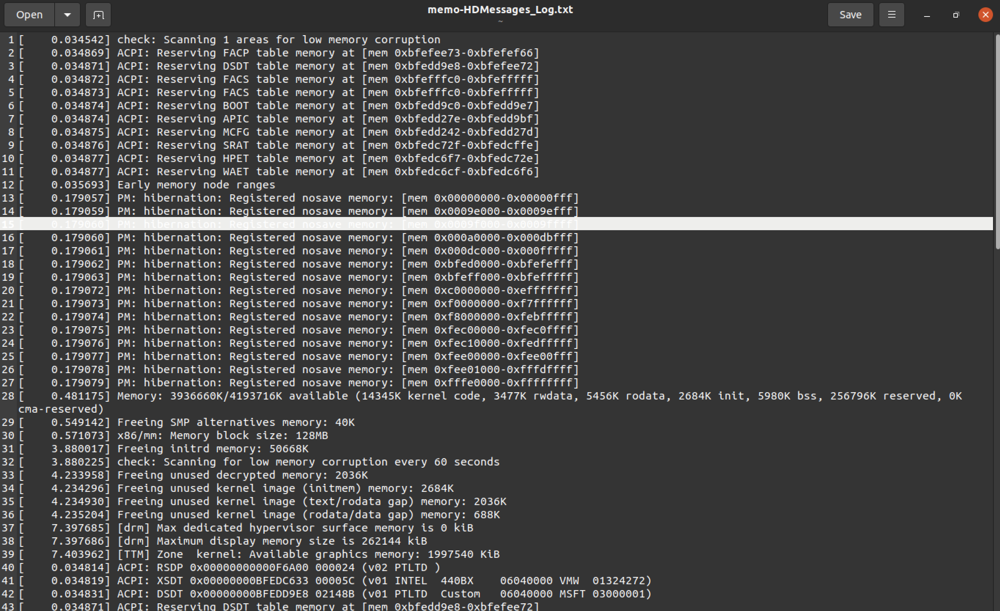 Open
memo-HDMessages_Log.txt
~
Save
1 [    0.034542] check: Scanning 1 areas for low memory corruption
2 [    0.034869] ACPI: Reserving FACP table memory at [mem 0xbfefee73-0xbfefef66]
3 [    0.034871] ACPI: Reserving DSDT table memory at [mem 0xbfedd9e8-0xbfefee72]
4 [    0.034872] ACPI: Reserving FACS table memory at [mem 0xbfefffc0-0xbfefffff]
5 [    0.034873] ACPI: Reserving FACS table memory at [mem 0xbfefffc0-0xbfefffff]
6 [    0.034874] ACPI: Reserving BOOT table memory at [mem 0xbfedd9c0-0xbfedd9e7]
7 [    0.034874] ACPI: Reserving APIC table memory at [mem 0xbfedd27e-0xbfedd9bf]
8 [    0.034875] ACPI: Reserving MCFG table memory at [mem 0xbfedd242-0xbfedd27d]
9 [    0.034876] ACPI: Reserving SRAT table memory at [mem 0xbfedc72f-0xbfedcffe]
10 [    0.034877] ACPI: Reserving HPET table memory at [mem 0xbfedc6f7-0xbfedc72e]
11 [    0.034877] ACPI: Reserving WAET table memory at [mem 0xbfedc6cf-0xbfedc6f6]
12 [    0.035693] Early memory node ranges
13 [    0.179057] PM: hibernation: Registered nosave memory: [mem 0x00000000-0x00000fff]
14 [    0.179059] PM: hibernation: Registered nosave memory: [mem 0x0009e000-0x0009efff]
15 [    0.179060] PM: hibernation: Registered nosave memory: [mem 0x0009f000-0x0009ffff]
16 [    0.179060] PM: hibernation: Registered nosave memory: [mem 0x000a0000-0x000dbfff]
17 [    0.179061] PM: hibernation: Registered nosave memory: [mem 0x000dc000-0x000fffff]
18 [    0.179062] PM: hibernation: Registered nosave memory: [mem 0xbfed0000-0xbfefefff]
19 [    0.179063] PM: hibernation: Registered nosave memory: [mem 0xbfeff000-0xbfefffff]
20 [    0.179072] PM: hibernation: Registered nosave memory: [mem 0xc0000000-0xefffffff]
21 [    0.179073] PM: hibernation: Registered nosave memory: [mem 0xf0000000-0xf7ffffff]
22 [    0.179074] PM: hibernation: Registered nosave memory: [mem 0xf8000000-0xfebfffff]
23 [    0.179075] PM: hibernation: Registered nosave memory: [mem 0xfec00000-0xfec0ffff]
24 [    0.179076] PM: hibernation: Registered nosave memory: [mem 0xfec10000-0xfedfffff]
25 [    0.179077] PM: hibernation: Registered nosave memory: [mem 0xfee00000-0xfee00fff]
26 [    0.179078] PM: hibernation: Registered nosave memory: [mem 0xfee01000-0xfffdffff]
27 [    0.179079] PM: hibernation: Registered nosave memory: [mem 0xfffe0000-0xffffffff]
28 [    0.481175] Memory: 3936660K/4193716K available (14345K kernel code, 3477K rwdata, 5456K rodata, 2684K init, 5980K bss, 256796K reserved, 0K
cma-reserved)
29 [    0.549142] Freeing SMP alternatives memory: 40K
30 [    0.571073] x86/mm: Memory block size: 128MB
31 [    3.880017] Freeing initrd memory: 50668K
32 [    3.880225] check: Scanning for low memory corruption every 60 seconds
33 [    4.233958] Freeing unused decrypted memory: 2036K
34 [    4.234296] Freeing unused kernel image (initmem) memory: 2684K
35 [    4.234930] Freeing unused kernel image (text/rodata gap) memory: 2036K
36 [    4.235204] Freeing unused kernel image (rodata/data gap) memory: 688K
37 [    7.397685] [drm] Max dedicated hypervisor surface memory is 0 kiB
38 [    7.397686] [drm] Maximum display memory size is 262144 kiB
39 [    7.403962] [TTM] Zone  kernel: Available graphics memory: 1997540 KiB
40 [    0.034814] ACPI: RSDP 0x00000000000F6A00 000024 (v02 PTLTD )
41 [    0.034819] ACPI: XSDT 0x00000000BFEDC633 00005C (v01 INTEL  440BX    06040000 VMW  01324272)
42 [    0.034831] ACPI: DSDT 0x00000000BFEDD9E8 02148B (v01 PTLTD  Custom   06040000 MSFT 03000001)
43 [    0.034871] ACPI: Reserving DSDT table memory at [mem 0xbfedd9e8-0xbfefee72]